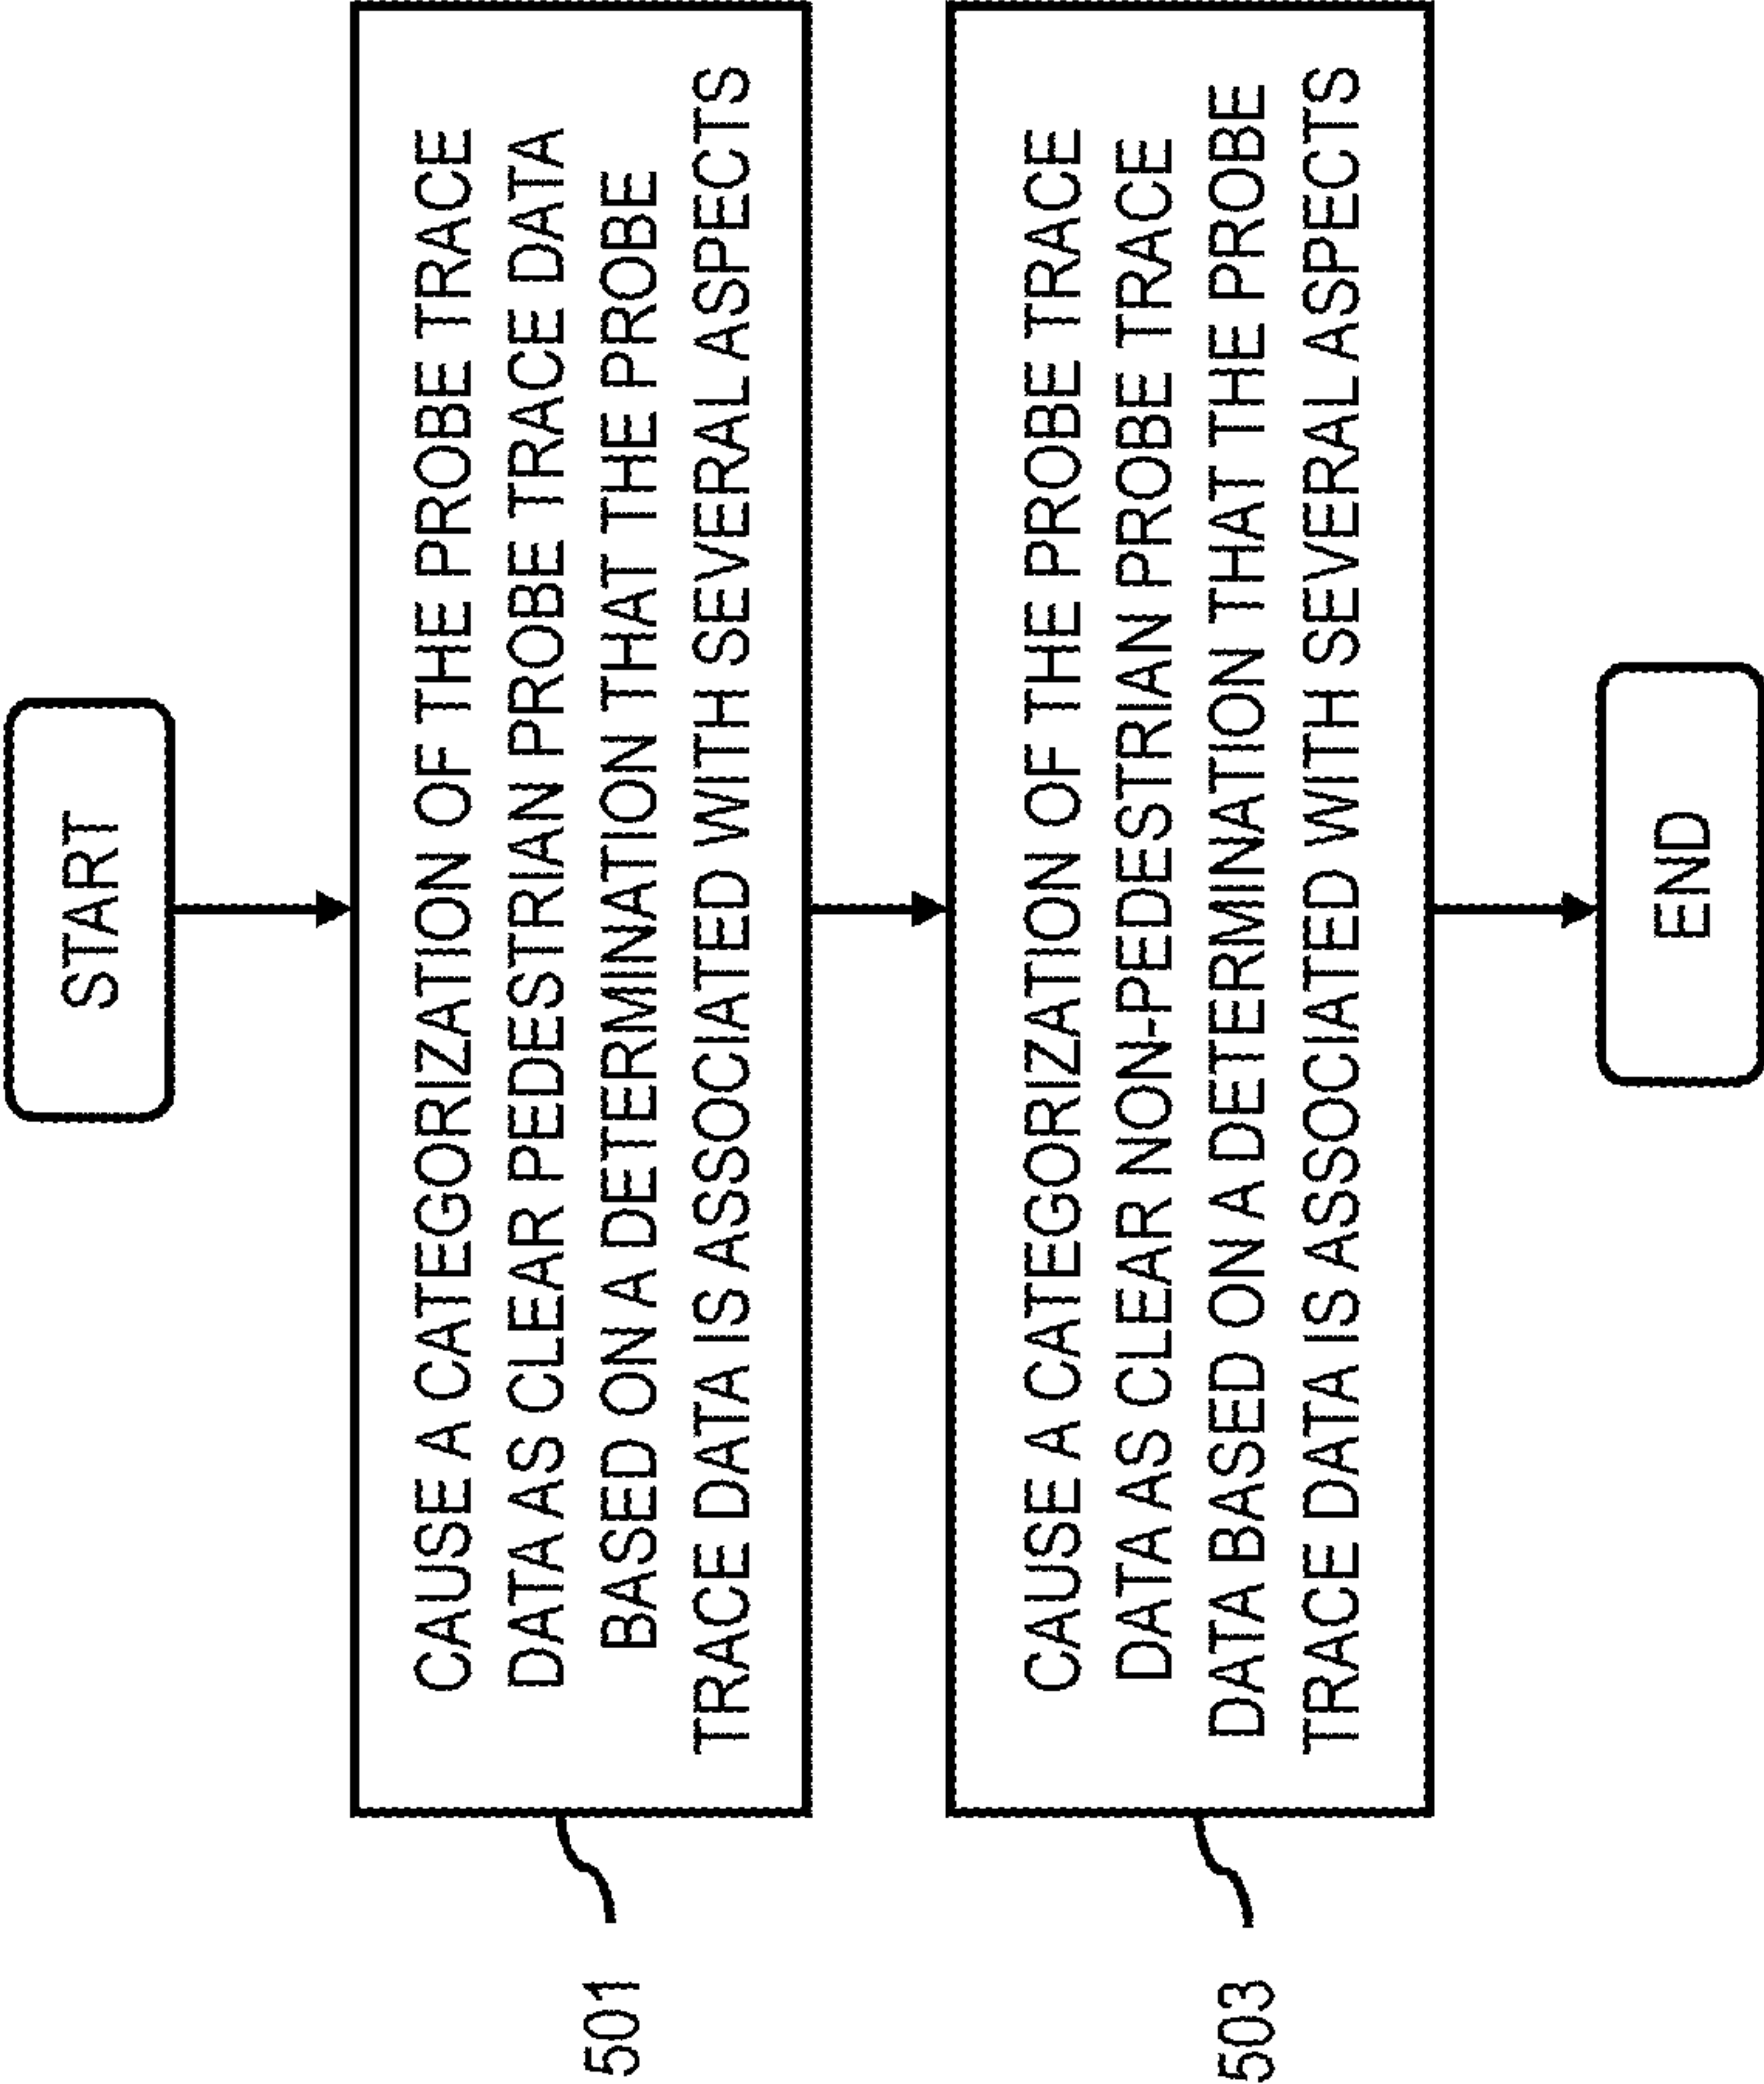 START
CAUSE A CATEGORIZATION OF THE PROBE TRACE
DATA AS CLEAR PEDESTRIAN PROBE TRACE DATA
BASED ON A DETERMINATION THAT THE PROBE
TRACE DATA IS ASSOCIATED WITH SEVERAL ASPECTS
501
CAUSE A CATEGORIZATION OF THE PROBE TRACE
DATA AS CLEAR NON-PEDESTRIAN PROBE TRACE
DATA BASED ON A DETERMINATION THAT THE PROBE
TRACE DATA IS ASSOCIATED WITH SEVERAL ASPECTS
503
END